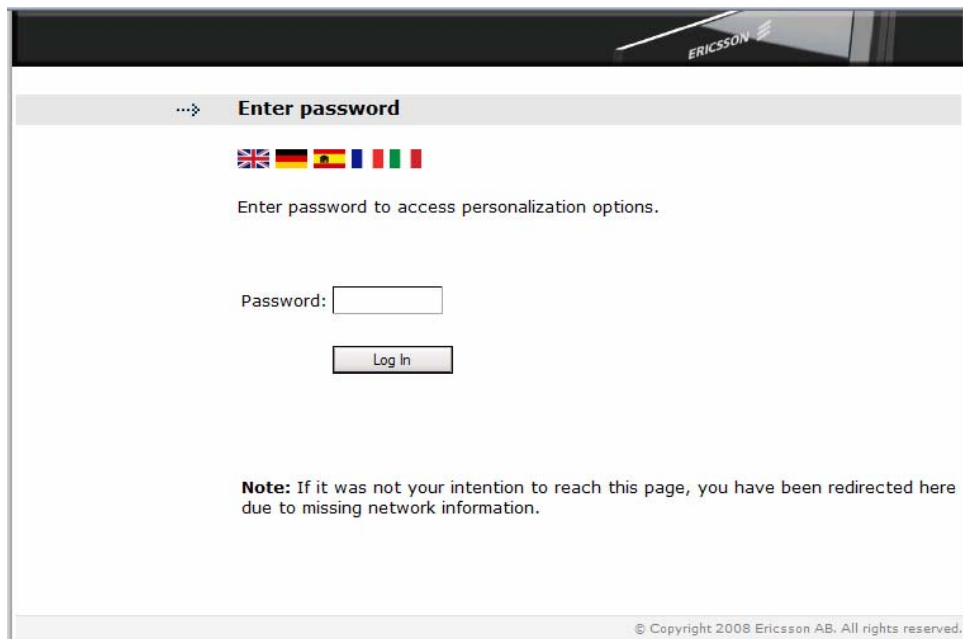 ERICSSON
Enter password
Enter password to access personalization options.
Password:
Log In
Note: If it was not your intention to reach this page, you have been redirected here
due to missing network information.
© Copyright 2008 Ericsson AB. All rights reserved.